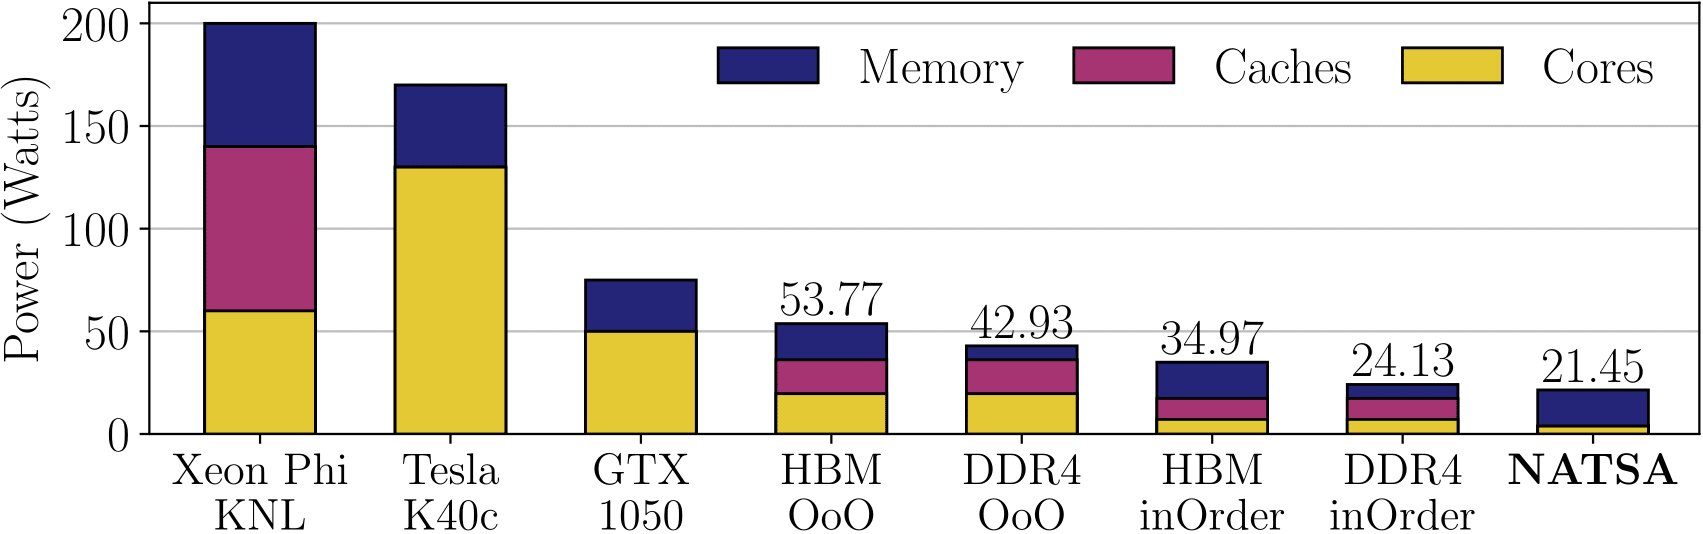 Power (Watts)
200
150
100
50
0
Memory
Caches
Cores
53.77
42.93
34.97
24.13
21.45
Xeon Phi
KNL
Tesla
K40c
GTX
1050
HBM
OoO
DDR4
OoO
HBM
inOrder
DDR4
inOrder
NATSA